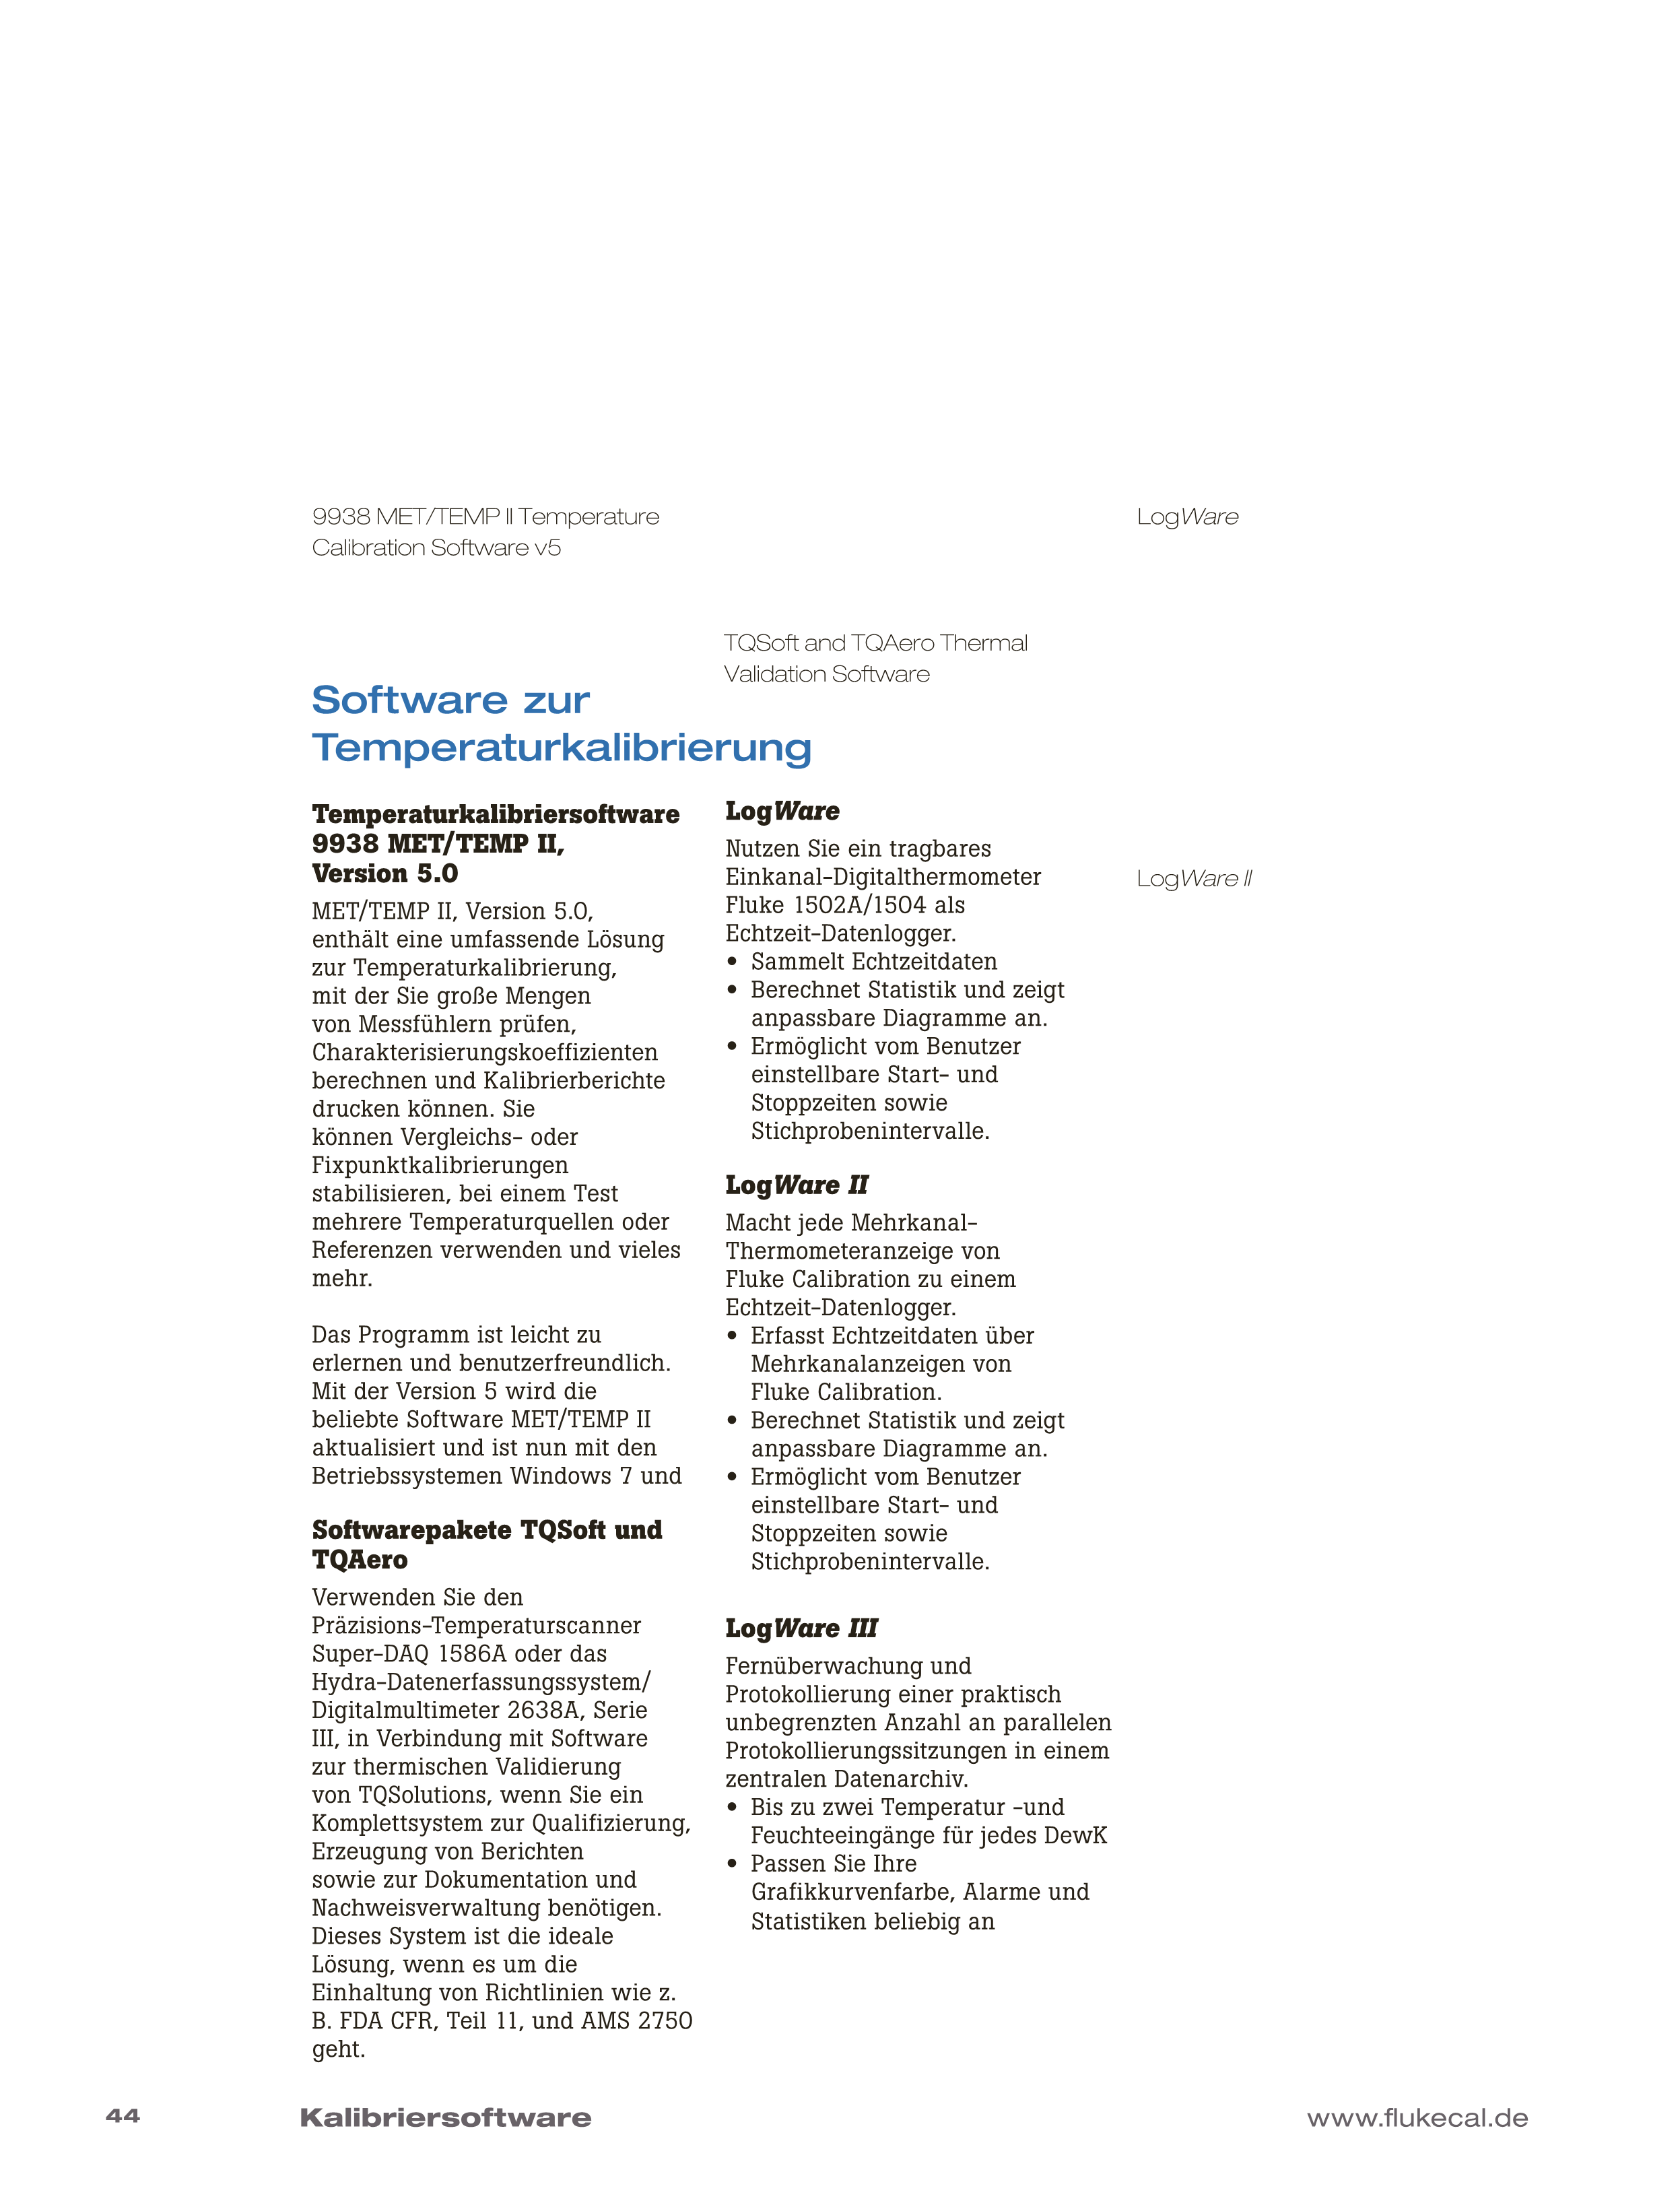 9938 MET/TEMP II Temperature
Calibration Software v5
LogWare
TQSoft and TQAero Thermal
Validation Software
Software zur
Temperaturkalibrierung
Temperaturkalibriersoftware
9938 MET/TEMP II,
Version 5.0
MET/TEMP II, Version 5.0,
enthält eine umfassende Lösung
zur Temperaturkalibrierung,
mit der Sie große Mengen
von Messfühlern prüfen,
Charakterisierungskoeffizienten
berechnen und Kalibrierberichte
drucken können. Sie
können Vergleichs- oder
Fixpunktkalibrierungen
stabilisieren, bei einem Test
mehrere Temperaturquellen oder
Referenzen verwenden und vieles
mehr.
Das Programm ist leicht zu
erlernen und benutzerfreundlich.
Mit der Version 5 wird die
beliebte Software MET/TEMP II
aktualisiert und ist nun mit den
Betriebssystemen Windows 7 und
Softwarepakete TQSoft und
TQAero
Verwenden Sie den
Präzisions-Temperaturscanner
Super-DAQ 1586A oder das
Hydra-Datenerfassungssystem/
Digitalmultimeter 2638A, Serie
III, in Verbindung mit Software
zur thermischen Validierung
von TQSolutions, wenn Sie ein
Komplettsystem zur Qualifizierung,
Erzeugung von Berichten
sowie zur Dokumentation und
Nachweisverwaltung benötigen.
Dieses System ist die ideale
Lösung, wenn es um die
Einhaltung von Richtlinien wie z.
B. FDA CFR, Teil 11, und AMS 2750
geht.
LogWare
Nutzen Sie ein tragbares
Einkanal-Digitalthermometer
Fluke 1502A/1504 als
Echtzeit-Datenlogger.
• Sammelt Echtzeitdaten
• Berechnet Statistik und zeigt
anpassbare Diagramme an.
• Ermöglicht vom Benutzer
einstellbare Start- und
Stoppzeiten sowie
Stichprobenintervalle.
LogWare II
Macht jede Mehrkanal-
Thermometeranzeige von
Fluke Calibration zu einem
Echtzeit-Datenlogger.
• Erfasst Echtzeitdaten über
Mehrkanalanzeigen von
Fluke Calibration.
• Berechnet Statistik und zeigt
anpassbare Diagramme an.
• Ermöglicht vom Benutzer
einstellbare Start- und
Stoppzeiten sowie
Stichprobenintervalle.
LogWare III
Fernüberwachung und
Protokollierung einer praktisch
unbegrenzten Anzahl an parallelen
Protokollierungssitzungen in einem
zentralen Datenarchiv.
• Bis zu zwei Temperatur -und
Feuchteeingänge für jedes DewK
• Passen Sie Ihre
Grafikkurvenfarbe, Alarme und
Statistiken beliebig an
LogWare II
44
Kalibriersoftware
www.flukecal.de